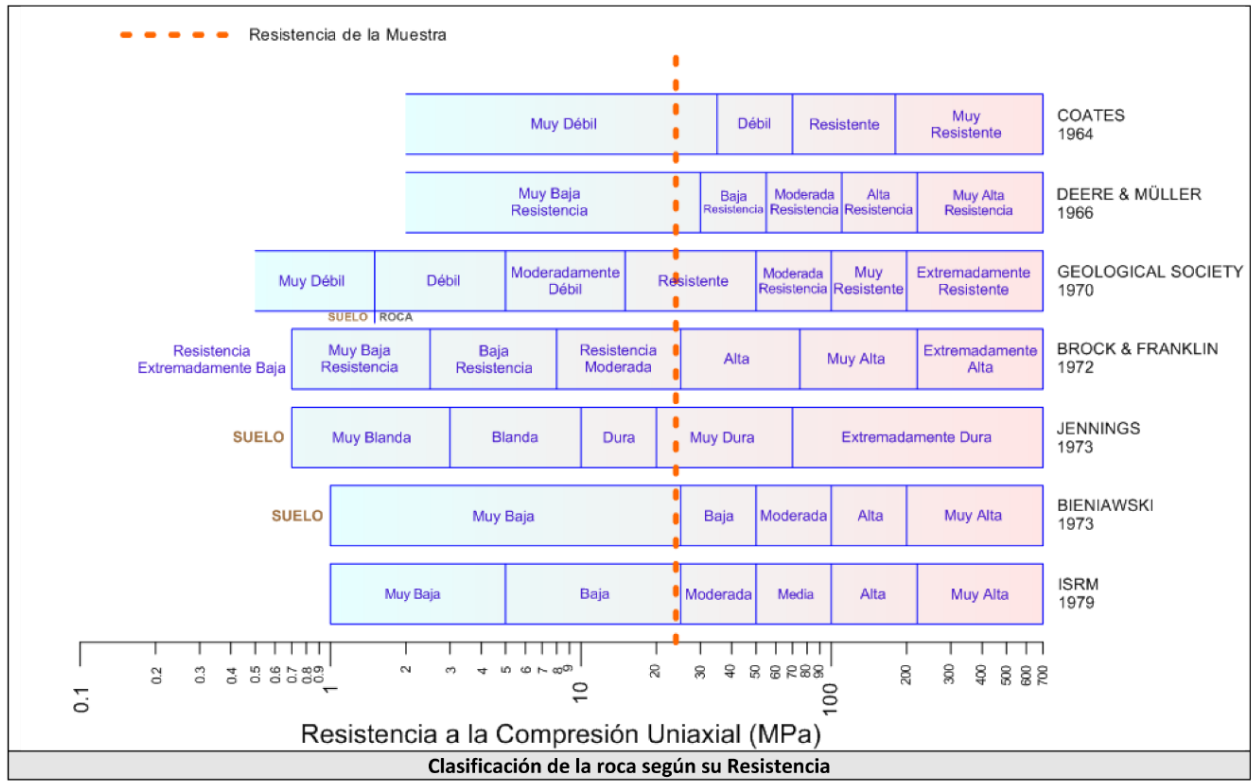 Resistencia de la Muestra
Muy Débil
Débil
Resistente
Muy
Resistente
COATES
1964
Muy Baja
Resistencia
Baja
Resistencia
Moderada
Resistencia
Alta
Resistencia
Muy Alta
Resistencia
DEERE & MÜLLER
1966
Muy Débil
Débil
Moderadamente
Débil
Resistente
Moderada
Resistencia
Muy
Resistente
Extremadamente
Resistente
GEOLOGICAL SOCIETY
1970
SUELO
ROCA
Resistencia
Extremadamente Baja
Muy Baja
Resistencia
Baja
Resistencia
Resistencia
Moderada
Alta
Muy Alta
Extremadamente
Alta
BROCK & FRANKLIN
1972
SUELO
Muy Blanda
Blanda
Dura
Muy Dura
Extremadamente Dura
JENNINGS
1973
SUELO
Muy Baja
Baja
Moderada
Alta
Muy Alta
BIENIAWSKI
1973
Muy Baja
Baja
Moderada
Media
Alta
Muy Alta
ISRM
1979
0.1 0.2 0.3 0.4 0.5 0.6 0.7 0.8 0.9 1 2 3 4 5 6 7 8 9 10 20 30 40 50 60 70 80 90 100 200 300 400 500 600 700
Resistencia a la Compresión Uniaxial (MPa)
Clasificación de la roca según su Resistencia